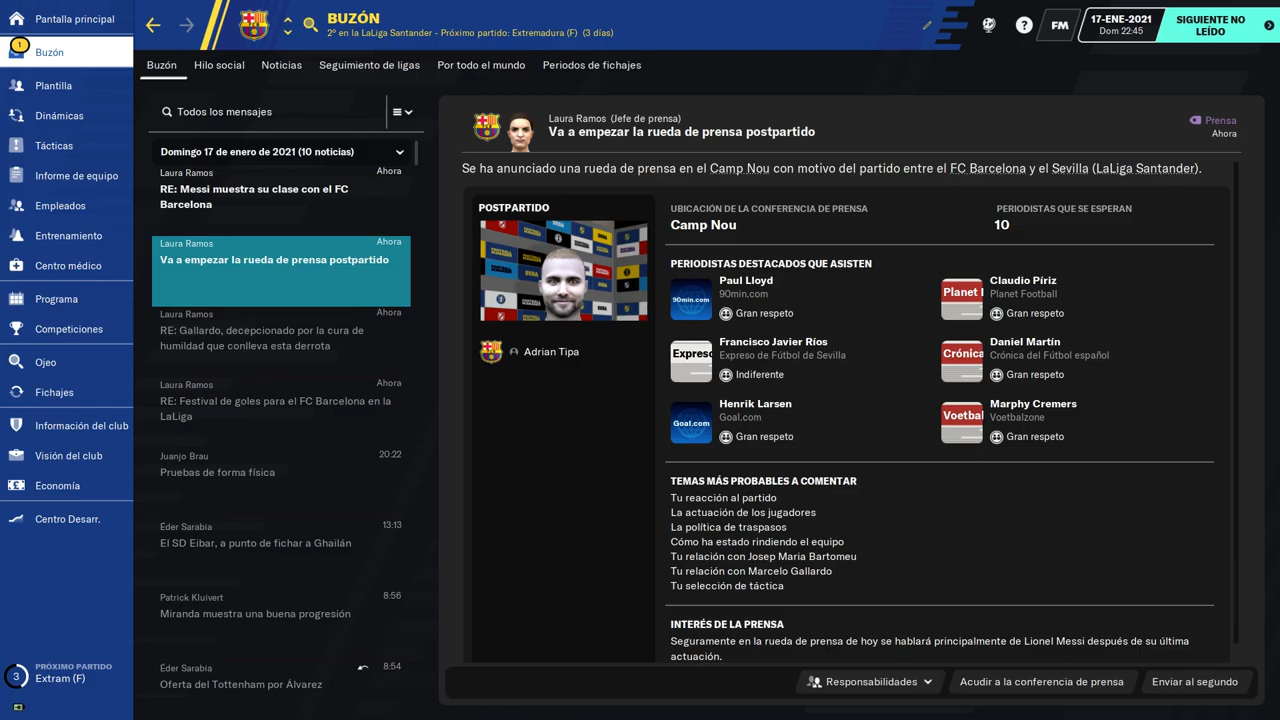 Pantalla principal
1
Buzón
Plantilla
Dinámicas
Tácticas
Informe de equipo
Empleados
Entrenamiento
Centro médico
Programa
Competiciones
Ojeo
Fichajes
Información del club
Visión del club
Economía
Centro Desarr.
3
PRÓXIMO PARTIDO
Extram (F)
BUZÓN
2º en la LaLiga Santander - Próximo partido: Extremadura (F) (3 días)
FM
17-ENE-2021
Dom 22:45
SIGUIENTE NO
LEÍDO
Buzón
Hilo social
Noticias
Seguimiento de ligas
Por todo el mundo
Periodos de fichajes
Todos los mensajes
Domingo 17 de enero de 2021 (10 noticias)
Laura Ramos
Ahora
RE: Messi muestra su clase con el FC
Barcelona
Laura Ramos
Ahora
Va a empezar la rueda de prensa postpartido
Laura Ramos
Ahora
RE: Gallardo, decepcionado por la cura de
humildad que conlleva esta derrota
Laura Ramos
Ahora
RE: Festival de goles para el FC Barcelona en la
LaLiga
Juanjo Brau
20:22
Pruebas de forma física
Éder Sarabia
13:13
El SD Eibar, a punto de fichar a Ghailán
Patrick Kluivert
8:56
Miranda muestra una buena progresión
Éder Sarabia
8:54
Oferta del Tottenham por Álvarez
Laura Ramos (Jefe de prensa)
Va a empezar la rueda de prensa postpartido
Prensa
Ahora
Se ha anunciado una rueda de prensa en el Camp Nou con motivo del partido entre el FC Barcelona y el Sevilla (LaLiga Santander).
POSTPARTIDO
Adrian Tipa
UBICACIÓN DE LA CONFERENCIA DE PRENSA
Camp Nou
PERIODISTAS QUE SE ESPERAN
10
PERIODISTAS DESTACADOS QUE ASISTEN
90min.com
Paul Lloyd
90min.com
Gran respeto
Planet
Claudio Píriz
Planet Football
Gran respeto
Expreso
Francisco Javier Ríos
Expreso de Fútbol de Sevilla
Indiferente
Crónica
Daniel Martín
Crónica del Fútbol español
Gran respeto
Goal.com
Henrik Larsen
Goal.com
Gran respeto
Voetbal
Marphy Cremers
Voetbalzone
Gran respeto
TEMAS MÁS PROBABLES A COMENTAR
Tu reacción al partido
La actuación de los jugadores
La política de traspasos
Cómo ha estado rindiendo el equipo
Tu relación con Josep Maria Bartomeu
Tu relación con Marcelo Gallardo
Tu selección de táctica
INTERÉS DE LA PRENSA
Seguramente en la rueda de prensa de hoy se hablará principalmente de Lionel Messi después de su última
actuación.
Responsabilidades
Acudir a la conferencia de prensa
Enviar al segundo